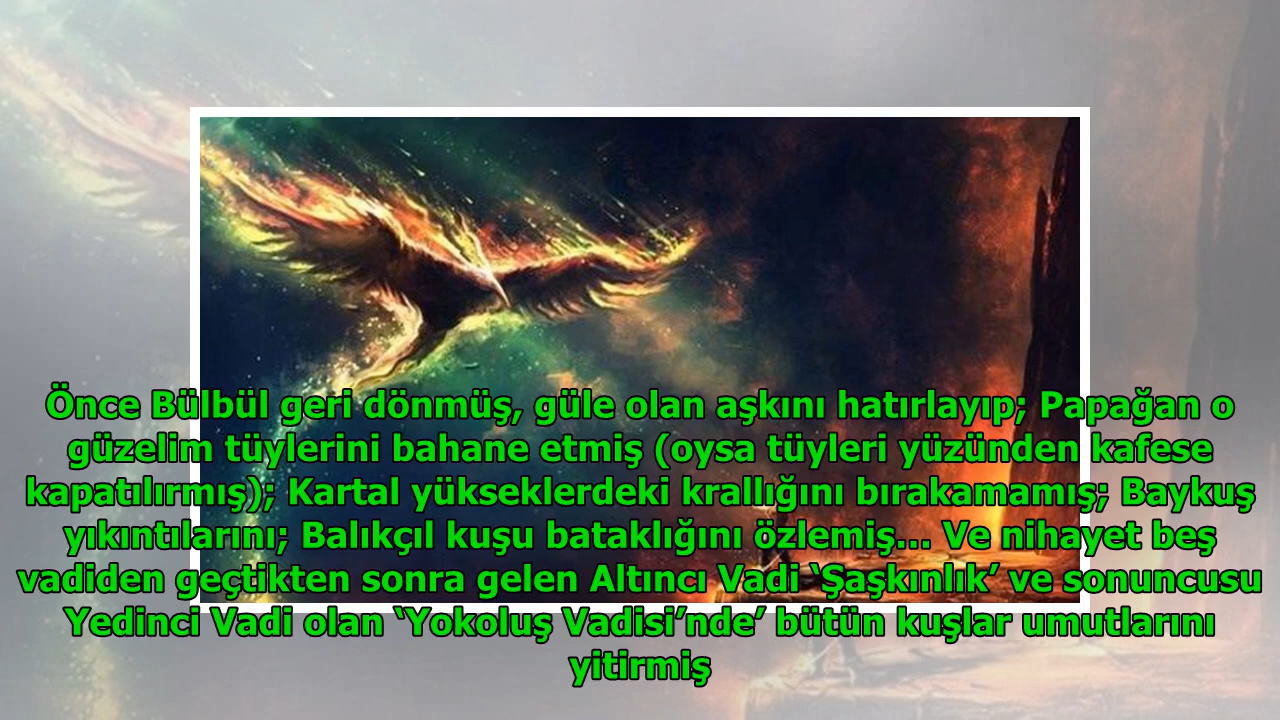 Önce Bülbül geri dönmüş, güle olan aşkını hatırlayıp; Papağan o
güzelim tüylerini bahane etmiş (oysa tüyleri yüzünden kafese
kapatılırmış); Kartal yükseklerdeki krallığını bırakamamış; Baykuş
yıkıntılarını; Balıkçıl kuşu bataklığını özlemiş... Ve nihayet beş
vadiden geçtikten sonra gelen Altıncı Vadi ‘Şaşkınlık’ ve sonuncusu
Yedinci Vadi olan ‘Yokoluş Vadisi’nde’ bütün kuşlar umutlarını
yitirmiş